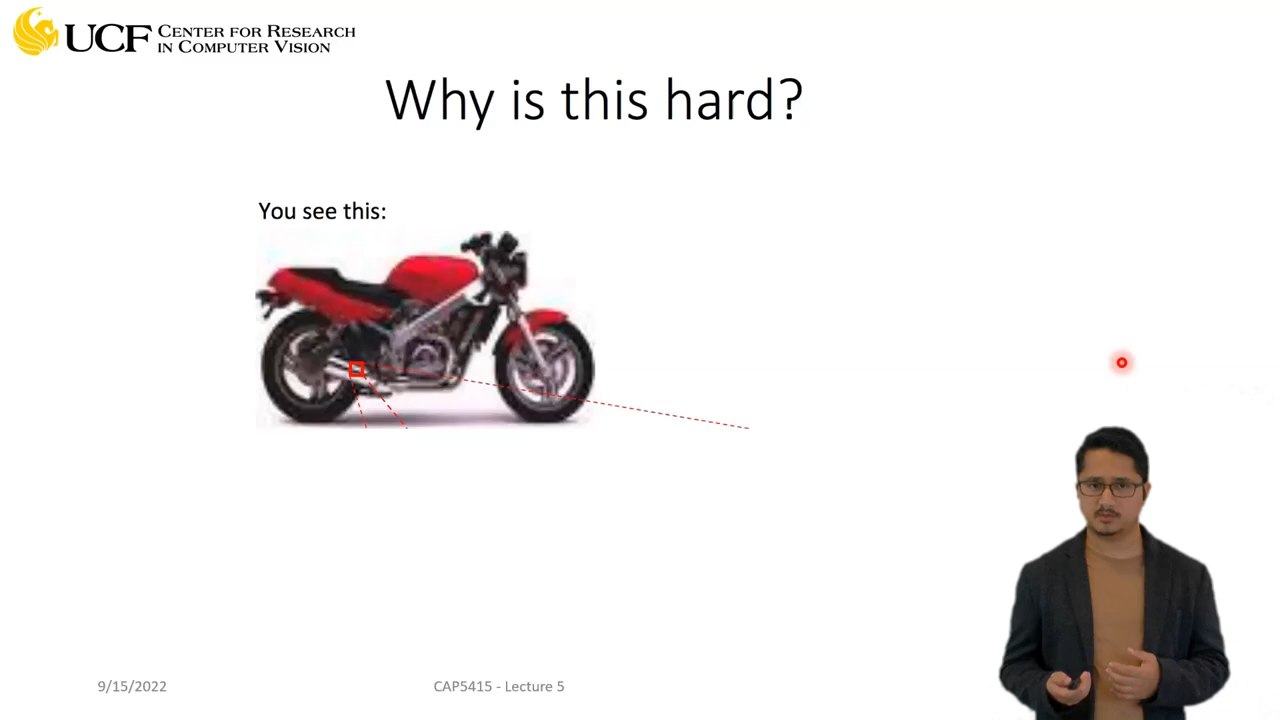 UCF CENTER FOR RESEARCH
IN COMPUTER VISION
Why is this hard?
You see this:
9/15/2022
CAP5415 - Lecture 5